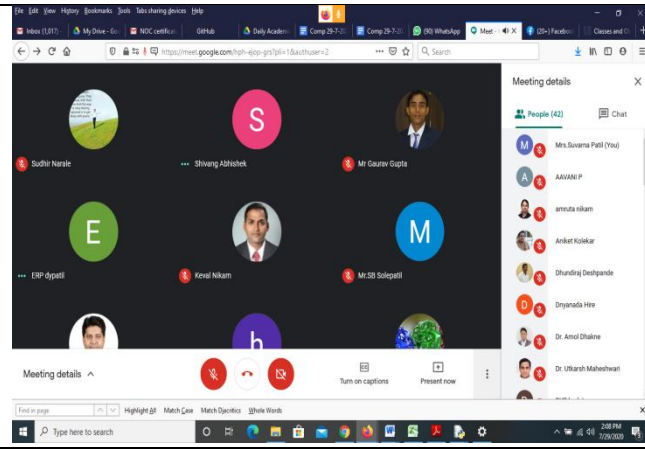 File Edit View History Bookmarks Tools Tabs sharing devices Help
Inbox (1,017) -
My Drive - Goo
NOC certificat
GitHub
Daily Academi
Comp 29-7-20
Comp 29-7-20
(90) WhatsApp
Meet -
(20+) Facebook
Classes and Cl
https://meet.google.com/hph-ejop-grs?pli=1&authuser=2
Search
Meeting details
People (42)
Chat
Mrs.Suvarna Patil (You)
AAVANI P
amruta nikam
Aniket Kolekar
Dhundiraj Deshpande
Dnyanada Hire
Dr. Amol Dhakne
Dr. Utkarsh Maheshwari
S
Sudhir Narale
Shivang Abhishek
Mr Gaurav Gupta
E
M
ERP dypatil
Keval Nikam
Mr.SB Solepatil
h
Meeting details
Turn on captions
Present now
Find in page
Highlight All
Match Case
Match Diacritics
Whole Words
Type here to search
2:08 PM
7/29/2020